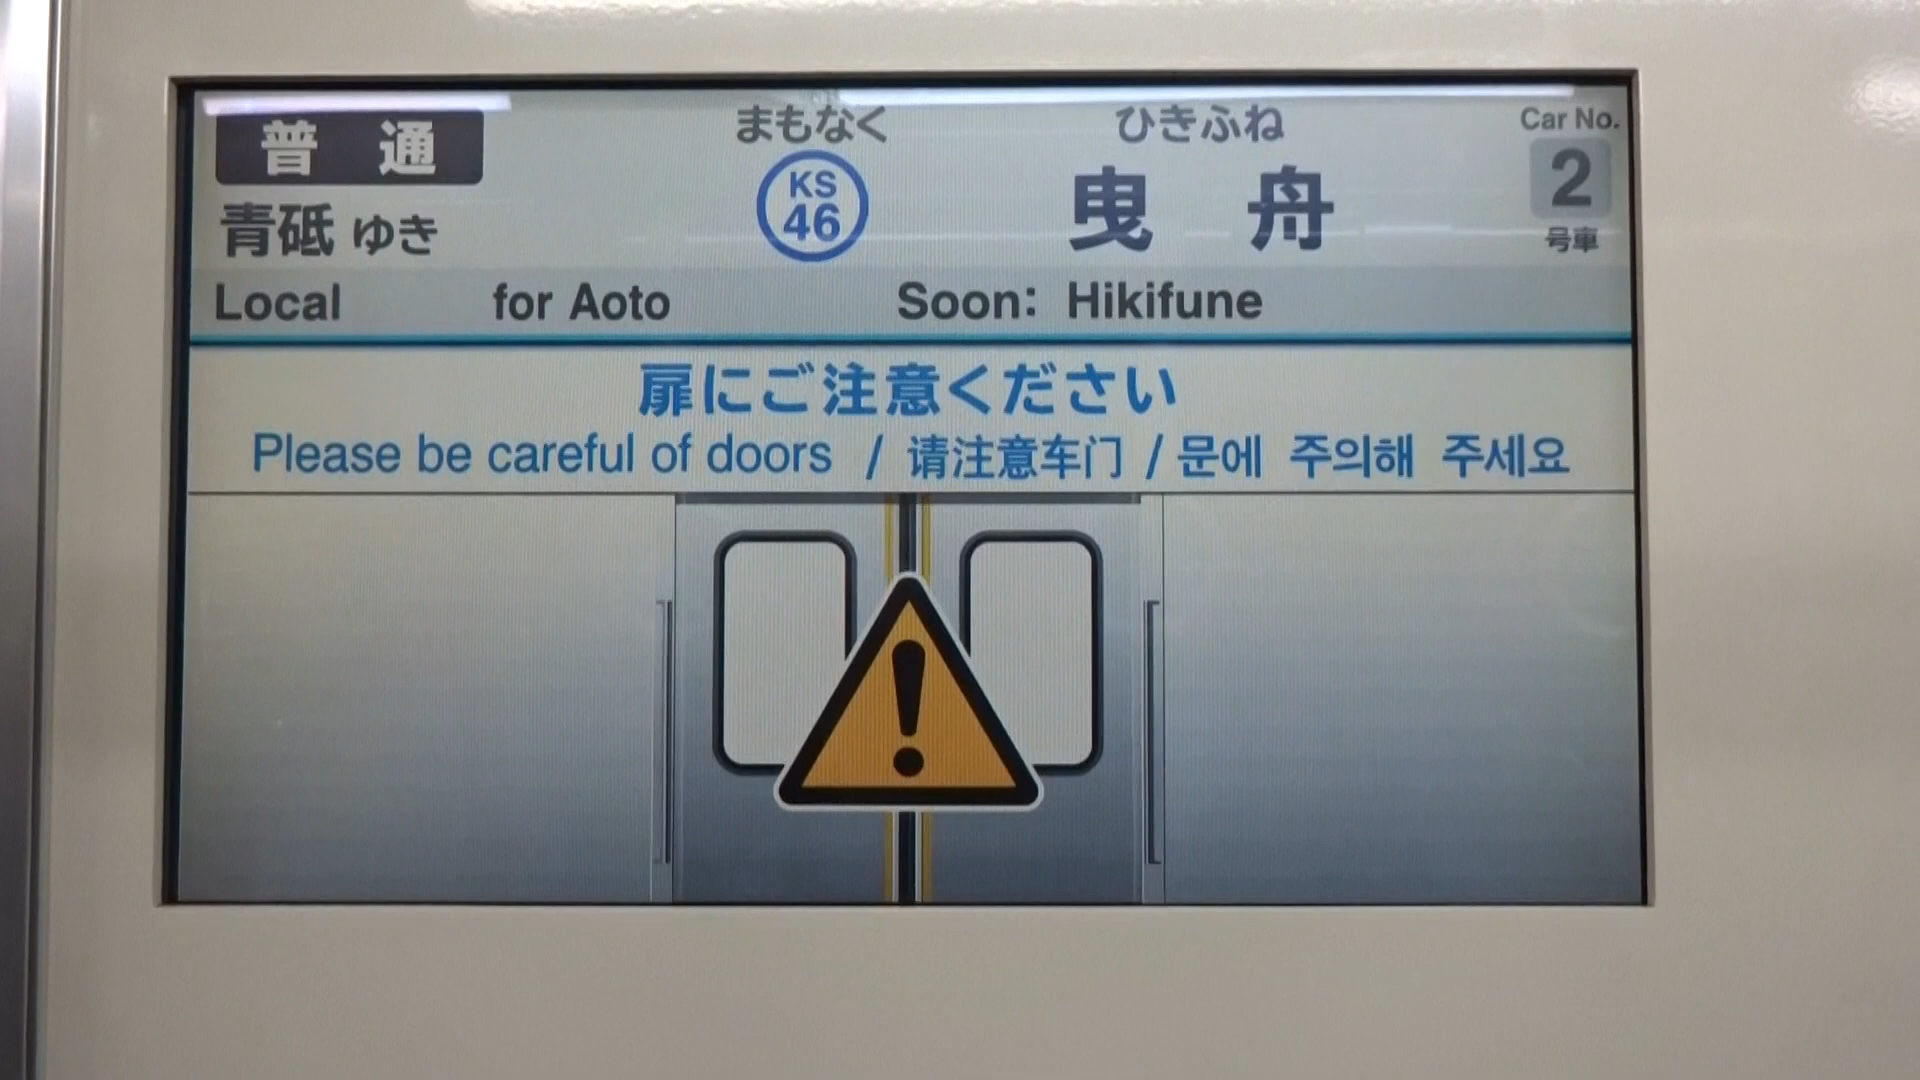 普通
青砥 ゆき
まもなく
KS
46
ひきふね
曳舟
Car No.
2
号車
Local for Aoto Soon: Hikifune
扉にご注意ください
Please be careful of doors / 请注意车门 / 문에 주의해 주세요